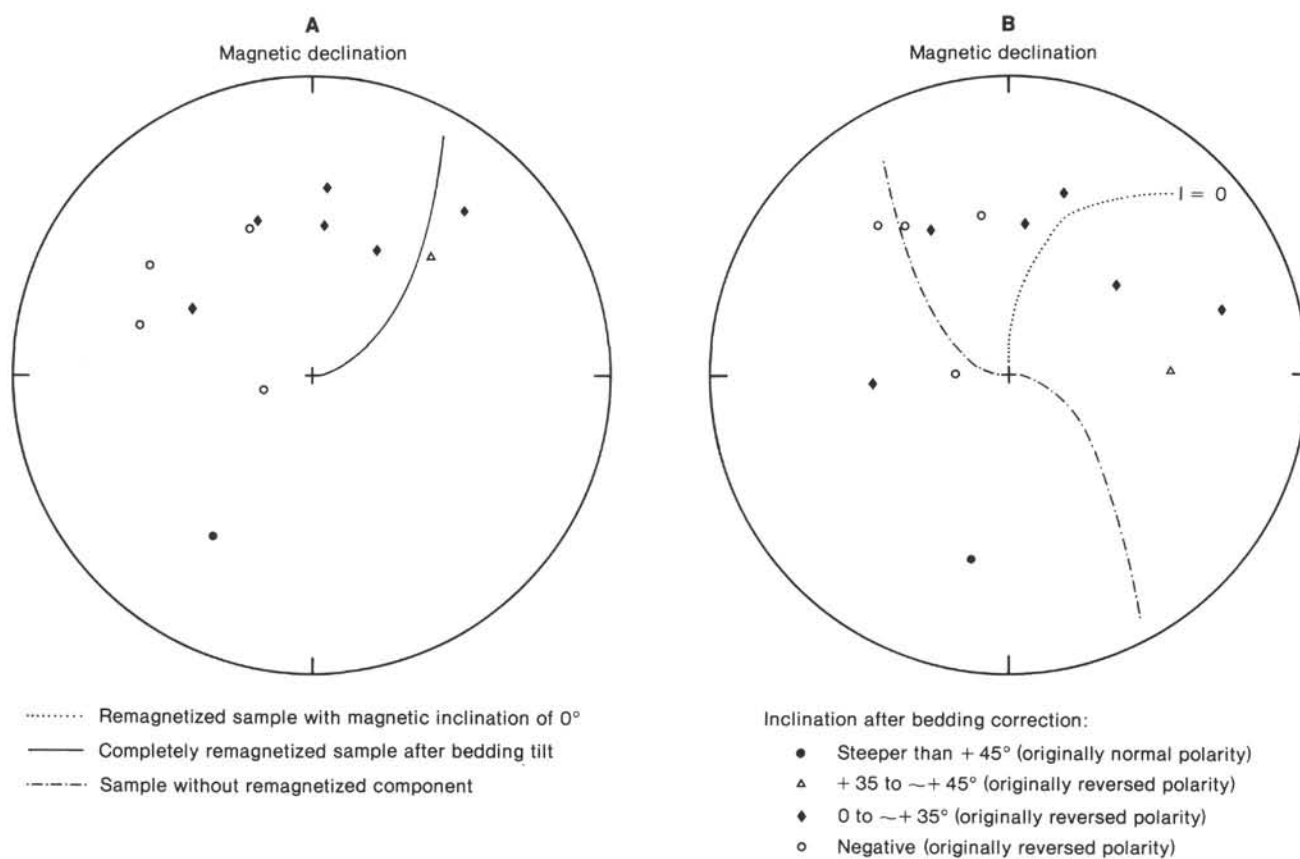 A
Magnetic declination
B
Magnetic declination
I = 0
Remagnetized sample with magnetic inclination of 0°
Completely remagnetized sample after bedding tilt
Sample without remagnetized component
Inclination after bedding correction:
Steeper than + 45° (originally normal polarity)
+ 35 to ~+ 45° (originally reversed polarity)
0 to ~+ 35° (originally reversed polarity)
Negative (originally reversed polarity)